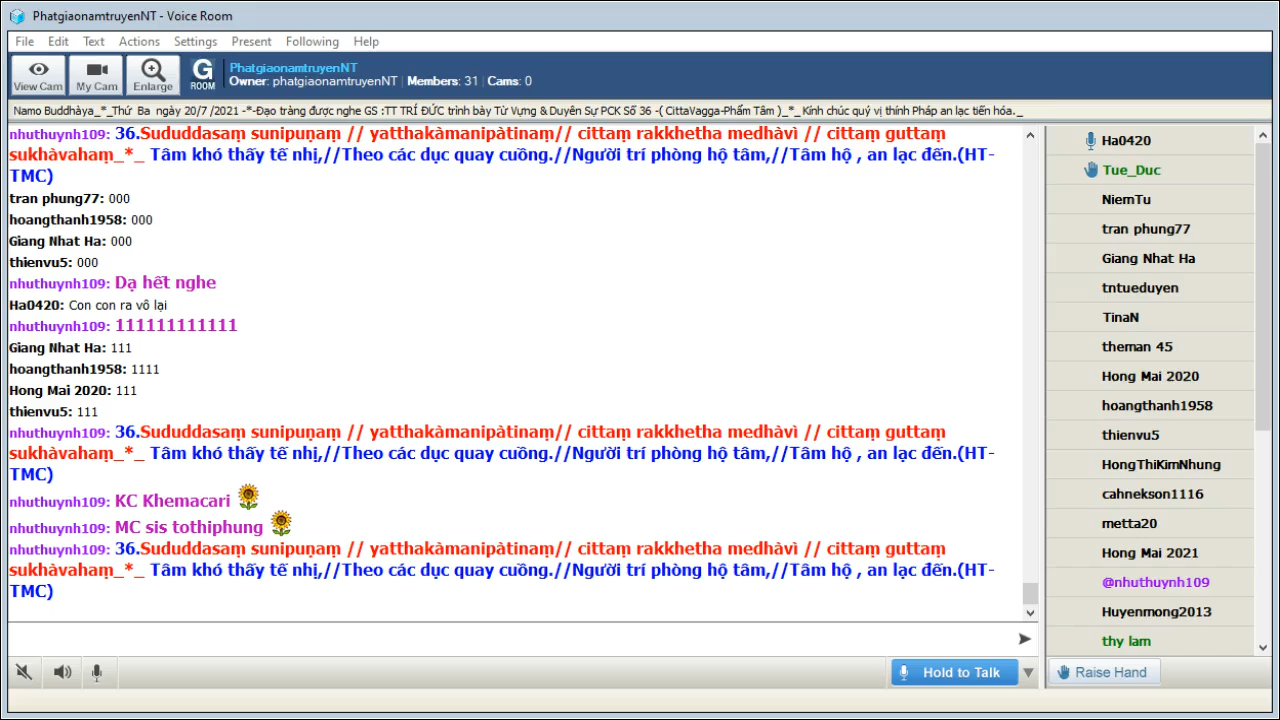 PhatgiaonamtruyenNT - Voice Room
File Edit Text Actions Settings Present Following Help
View Cam
My Cam
Enlarge
G
ROOM
PhatgiaonamtruyenNT
Owner: phatgiaonamtruyenNT | Members: 31 | Cams: 0
Namo Buddhàya_*_Thứ Ba ngày 20/7 /2021 -*-Đạo tràng được nghe GS :TT TRÍ ĐỨC trình bày Từ Vựng & Duyên Sự PCK Số 36 -( CittaVagga-Phẩm Tâm )_*_Kính chúc quý vị thính Pháp an lạc tiến hóa._
nhuthuynh109: 36.Sududdasaṃ sunipuṇaṃ // yatthakàmanipàtinaṃ// cittaṃ rakkhetha medhàvì // cittaṃ guttaṃ
sukhàvahaṃ_*_ Tâm khó thấy tế nhị,//Theo các dục quay cuồng.//Người trí phòng hộ tâm,//Tâm hộ , an lạc đến.(HT-
TMC)
tran phung77: 000
hoangthanh1958: 000
Giang Nhat Ha: 000
thienvu5: 000
nhuthuynh109: Dạ hết nghe
Ha0420: Con con ra vô lại
nhuthuynh109: 111111111111
Giang Nhat Ha: 111
hoangthanh1958: 1111
Hong Mai 2020: 111
thienvu5: 111
nhuthuynh109: 36.Sududdasaṃ sunipuṇaṃ // yatthakàmanipàtinaṃ// cittaṃ rakkhetha medhàvì // cittaṃ guttaṃ
sukhàvahaṃ_*_ Tâm khó thấy tế nhị,//Theo các dục quay cuồng.//Người trí phòng hộ tâm,//Tâm hộ , an lạc đến.(HT-
TMC)
nhuthuynh109: KC Khemacari
nhuthuynh109: MC sis tothiphung
nhuthuynh109: 36.Sududdasaṃ sunipuṇaṃ // yatthakàmanipàtinaṃ// cittaṃ rakkhetha medhàvì // cittaṃ guttaṃ
sukhàvahaṃ_*_ Tâm khó thấy tế nhị,//Theo các dục quay cuồng.//Người trí phòng hộ tâm,//Tâm hộ , an lạc đến.(HT-
TMC)
Ha0420
Tue_Duc
NiemTu
tran phung77
Giang Nhat Ha
tntueduyen
TinaN
theman 45
Hong Mai 2020
hoangthanh1958
thienvu5
HongThiKimNhung
cahnekson1116
metta20
Hong Mai 2021
@nhuthuynh109
Huyenmong2013
thy lam
Hold to Talk
Raise Hand